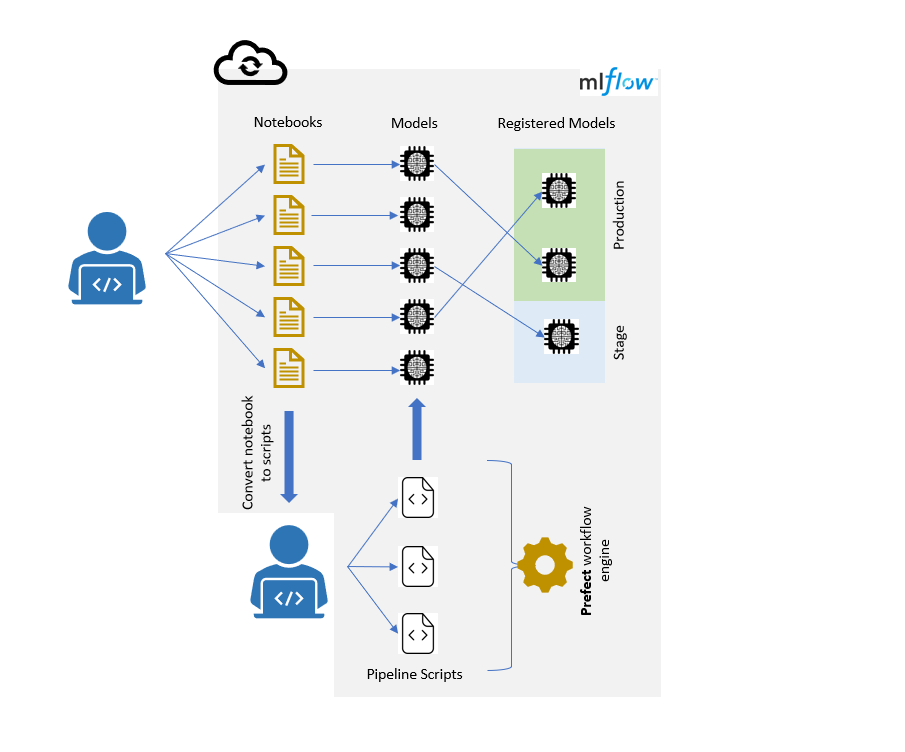 mlflow
Notebooks
Models
Registered Models
Production
Stage
Convert notebook
to scripts
Prefect workflow
engine
Pipeline Scripts